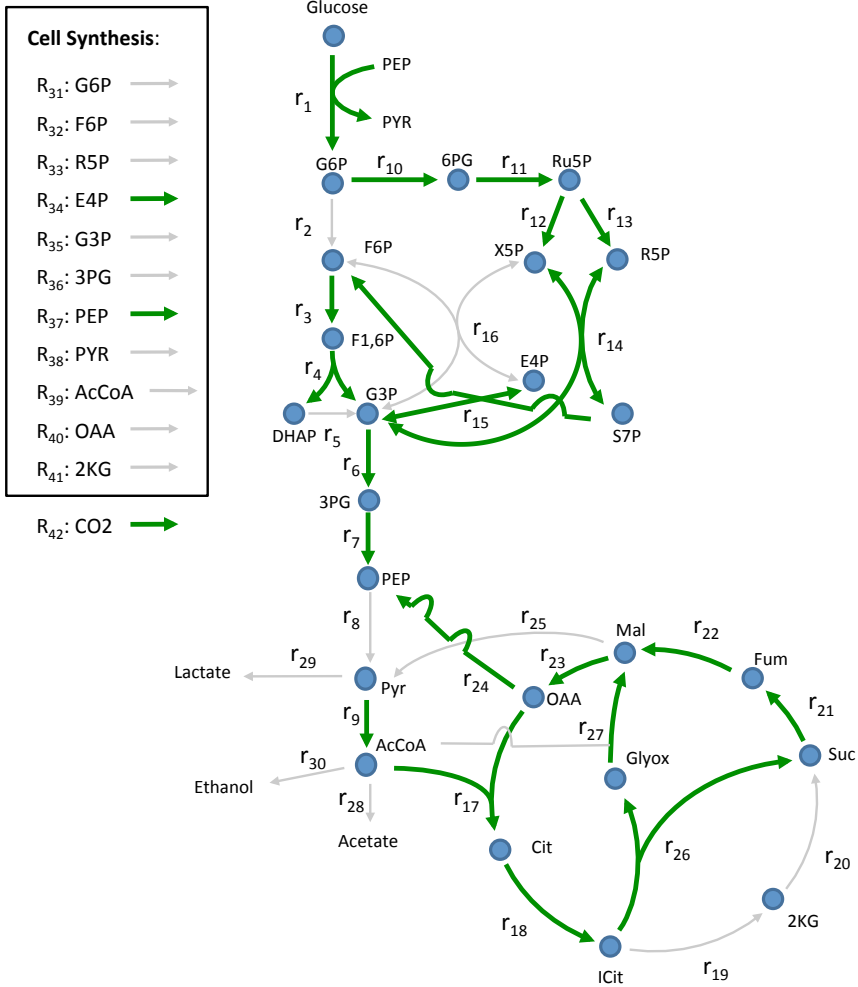 Cell Synthesis:
R31: G6P
R32: F6P
R33: R5P
R34: E4P
R35: G3P
R36: 3PG
R37: PEP
R38: PYR
R39: AcCoA
R40: OAA
R41: 2KG
R42: CO2
Glucose
PEP
r1
PYR
G6P
r10
6PG
r11
Ru5P
r12
r13
r2
F6P
X5P
R5P
r3
r16
r14
F1,6P
r4
E4P
G3P
DHAP
r5
r15
S7P
r6
3PG
r7
PEP
r8
r25
Mal
r22
Lactate
r29
r23
Fum
Pyr
r24
OAA
r21
r9
AcCoA
r27
Suc
r30
Glyox
Ethanol
r28
r17
Acetate
Cit
r26
r20
r18
2KG
r19
ICit